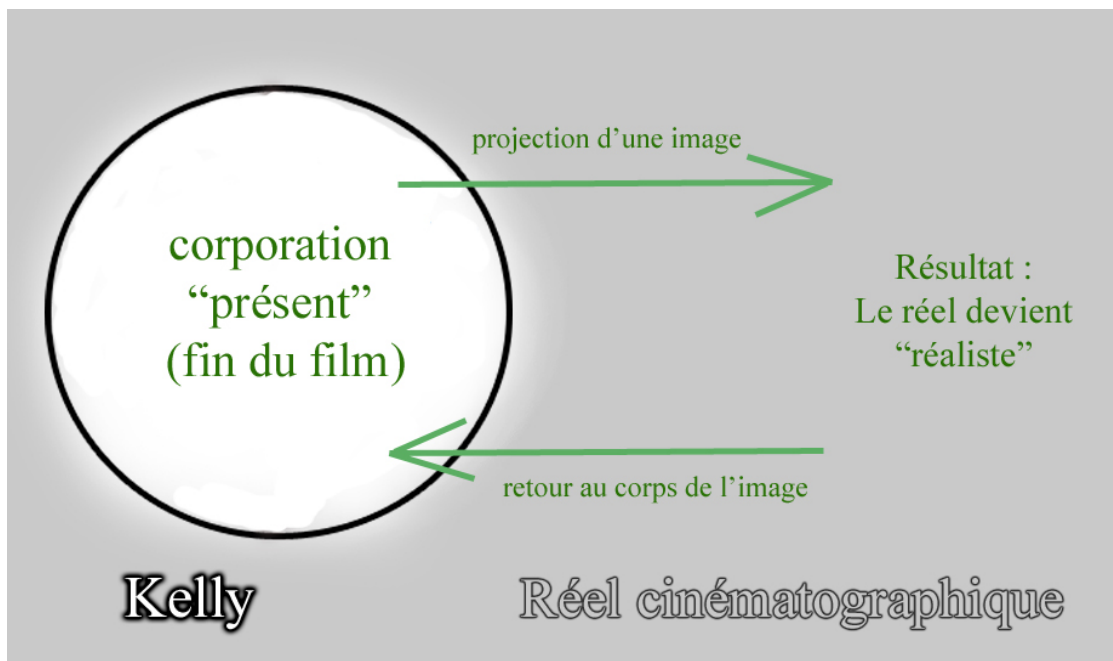 projection d’une image
corporation
“présent”
(fin du film)
Résultat :
Le réel devient
“réaliste”
retour au corps de l’image
Kelly
Réel cinématographique